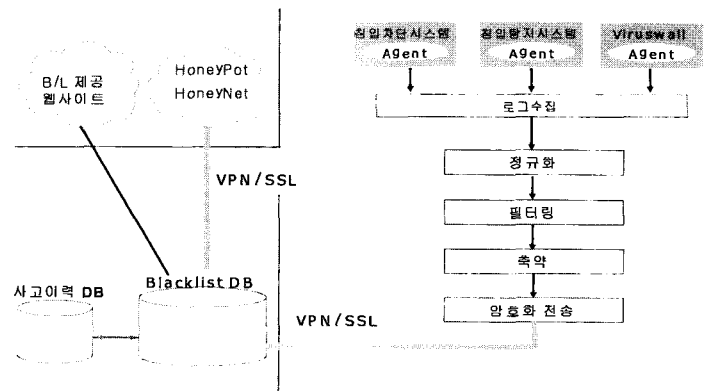 B/L 제공
웹사이트
HoneyPot
HoneyNet
VPN/SSL
사고이력 DB
Blacklist DB
VPN/SSL
침입차단시스템
Agent
침입탐지시스템
Agent
Viruswall
Agent
로그수집
정규화
필터링
축약
암호화 전송